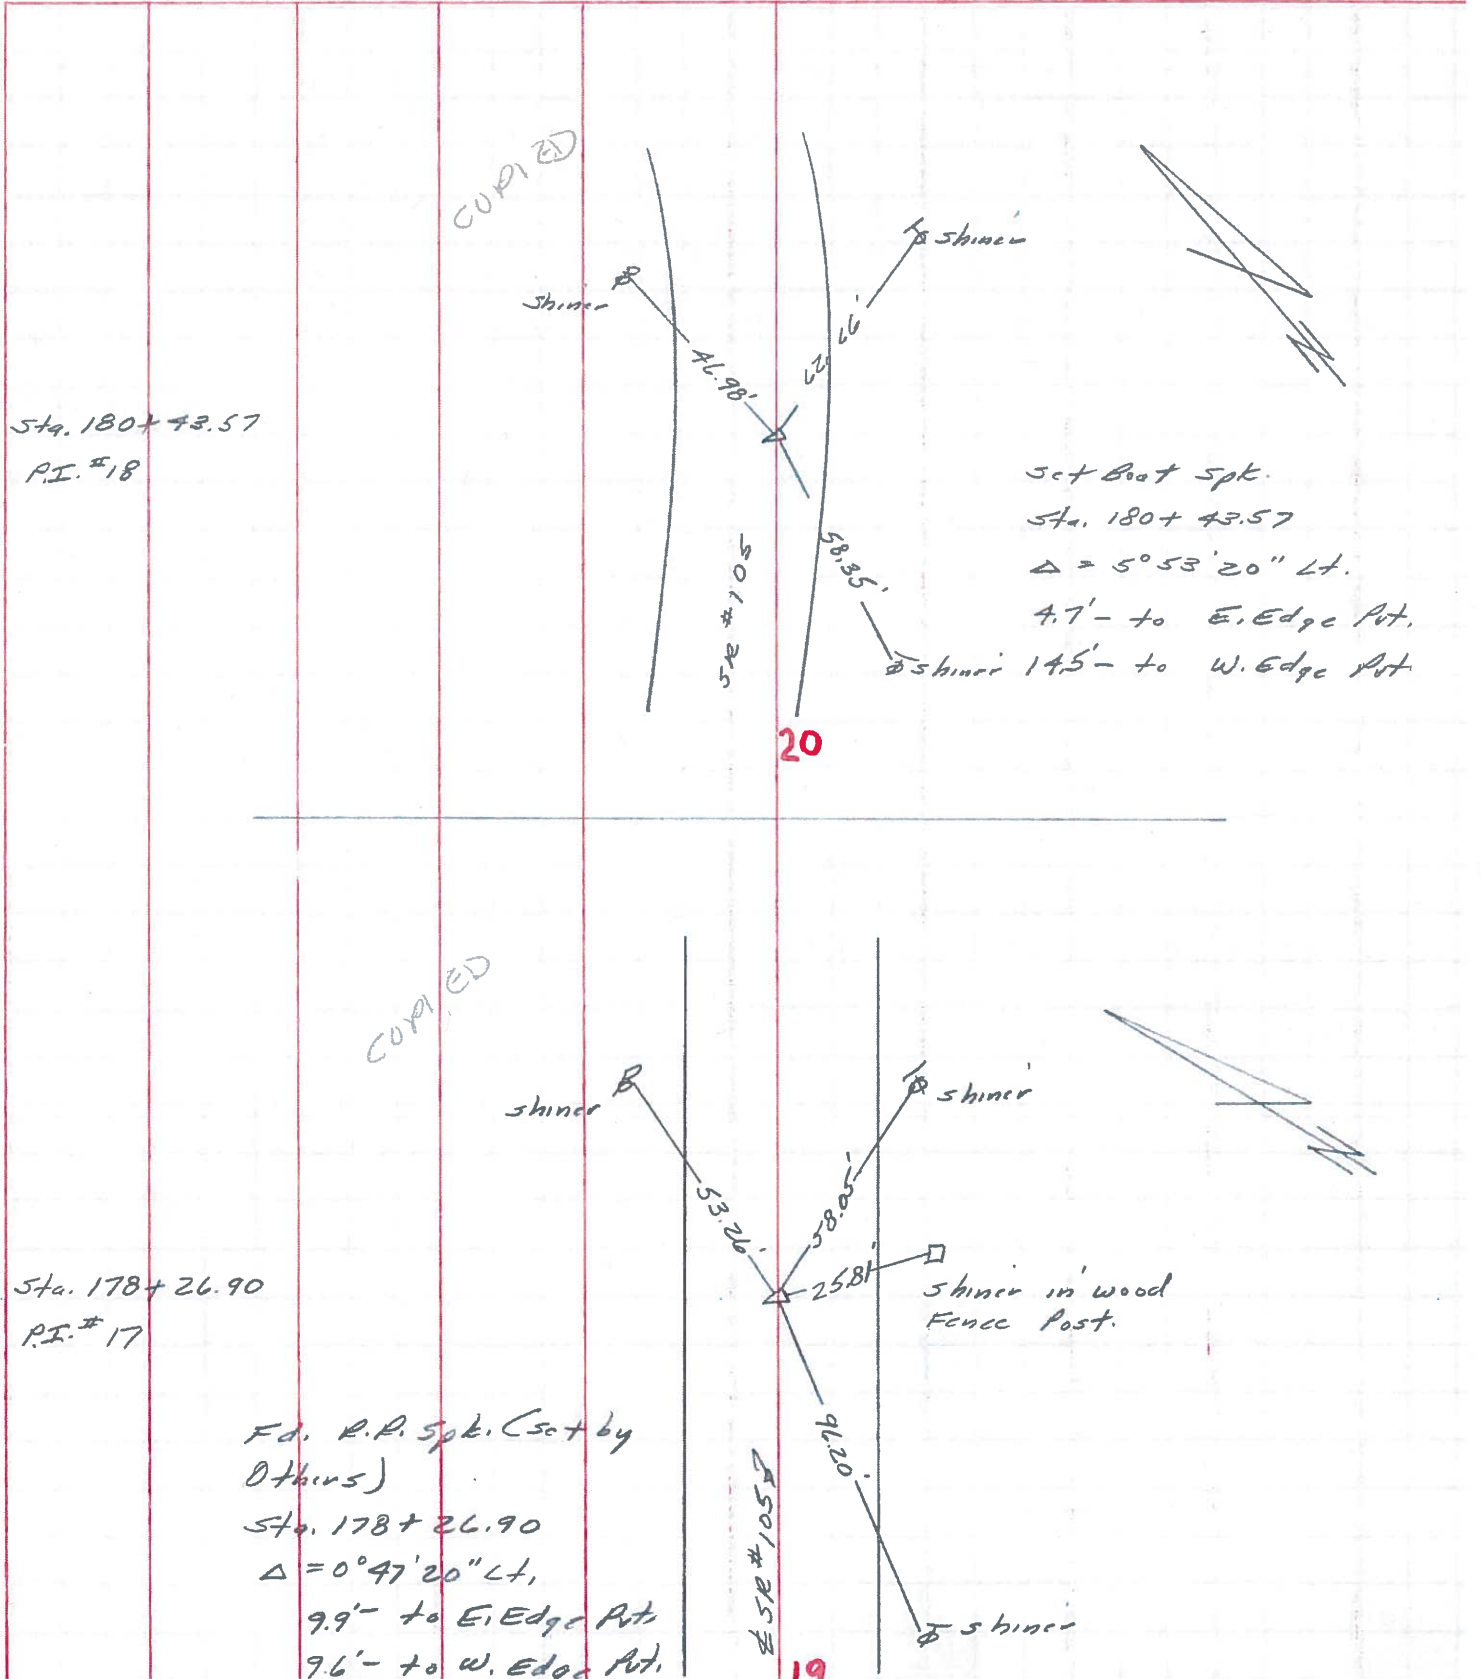 COPIED
shiner
shiner
46.98'
62.66'
Sta. 180+43.57
P.I. #18
Set Boat Spk.
Sta. 180+43.57
Δ = 5°53'20" Lt.
4.7'- to E. Edge Pvt.
14.5'- to W. Edge Pvt.
58.35'
shiner
SR #105
20
COPIED
shiner
shiner
53.26'
58.05'
25.81'
shiner in wood
Fence Post.
Sta. 178+26.90
P.I. #17
96.20'
Fd. R.R. Spk. (set by
Others)
Sta. 178+26.90
Δ = 0°47'20" Lt.
9.9'- to E. Edge Pvt.
9.6'- to W. Edge Pvt.
SR #105
shiner
19